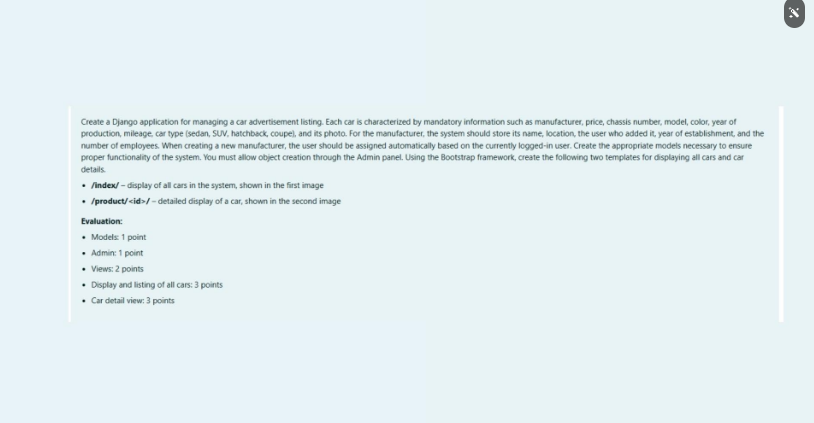 Create a Django application for managing a car advertisement listing. Each car is characterized by mandatory information such as manufacturer, price, chassis number, model, color, year of
production, mileage, car type (sedan, SUV, hatchback, coupe), and its photo. For the manufacturer, the system should store its name, location, the user who added it, year of establishment, and the
number of employees. When creating a new manufacturer, the user should be assigned automatically based on the currently logged-in user. Create the appropriate models necessary to ensure
proper functionality of the system. You must allow object creation through the Admin panel. Using the Bootstrap framework, create the following two templates for displaying all cars and car
details.
• /index/ – display of all cars in the system, shown in the first image
• /product/<id>/ – detailed display of a car, shown in the second image
Evaluation:
• Models: 1 point
• Admin: 1 point
• Views: 2 points
• Display and listing of all cars: 3 points
• Car detail view: 3 points